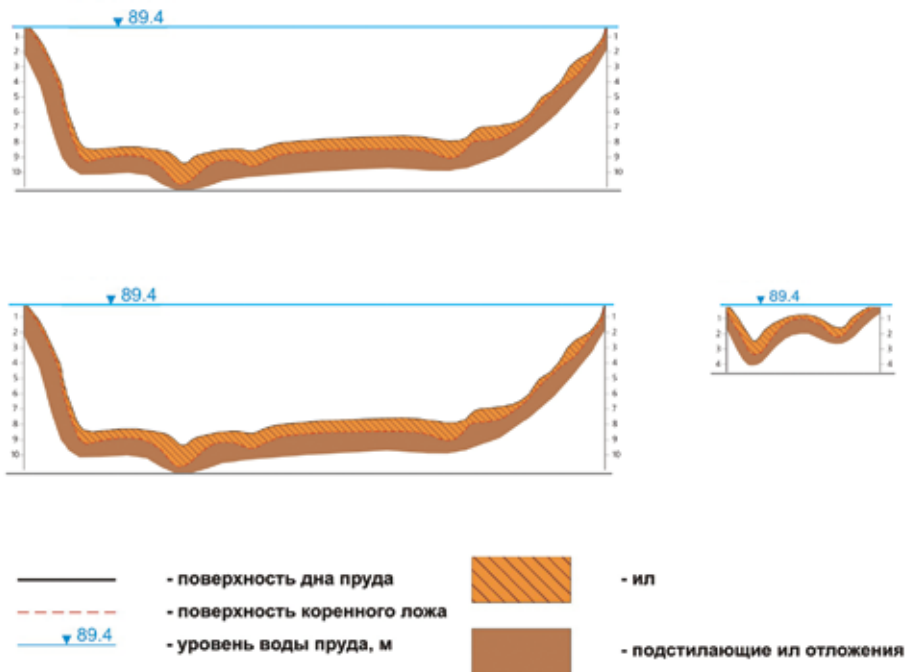 89.4
1 1
2 2
3 3
4 4
5 5
6 6
7 7
8 8
9 9
10 10
89.4 89.4
1 1 1 1
2 2 2 2
3 3 3 3
4 4 4 4
5 5
6 6
7 7
8 8
9 9
10 10
- поверхность дна пруда - ил
- поверхность коренного ложа
89.4 - уровень воды пруда, м - подстилающие ил отложения